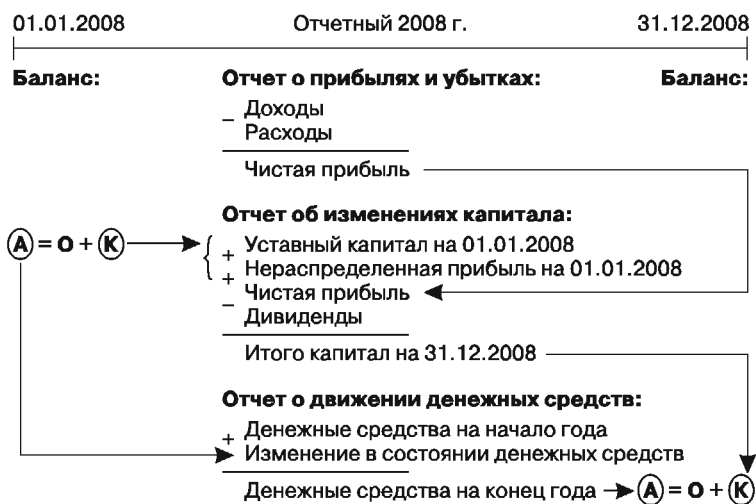 01.01.2008 Отчетный 2008 г. 31.12.2008
Баланс: Отчет о прибылях и убытках: Баланс:
– Доходы
Расходы
Чистая прибыль
Отчет об изменениях капитала:
А = О + К { + Уставный капитал на 01.01.2008
+ Нераспределенная прибыль на 01.01.2008
– Чистая прибыль
Дивиденды
Итого капитал на 31.12.2008
Отчет о движении денежных средств:
+ Денежные средства на начало года
Изменение в состоянии денежных средств
Денежные средства на конец года А = О + К